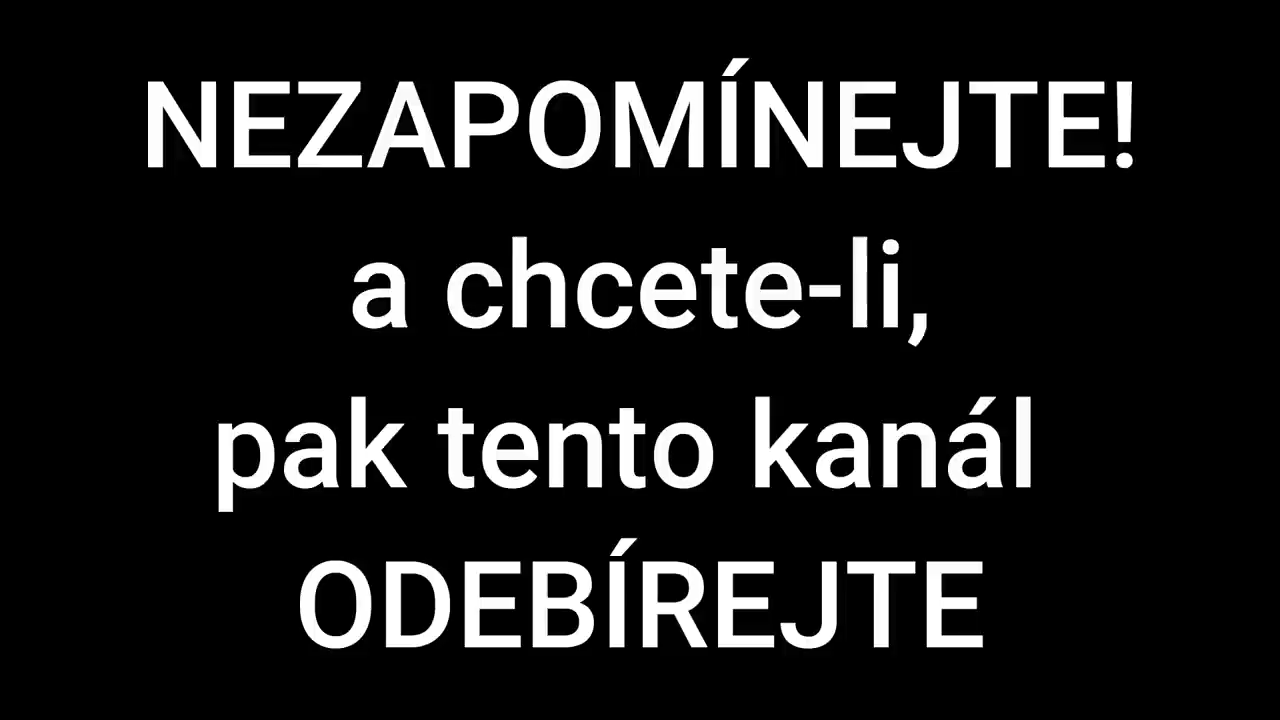 NEZAPOMÍNEJTE!
a chcete-li,
pak tento kanál
ODEBÍREJTE